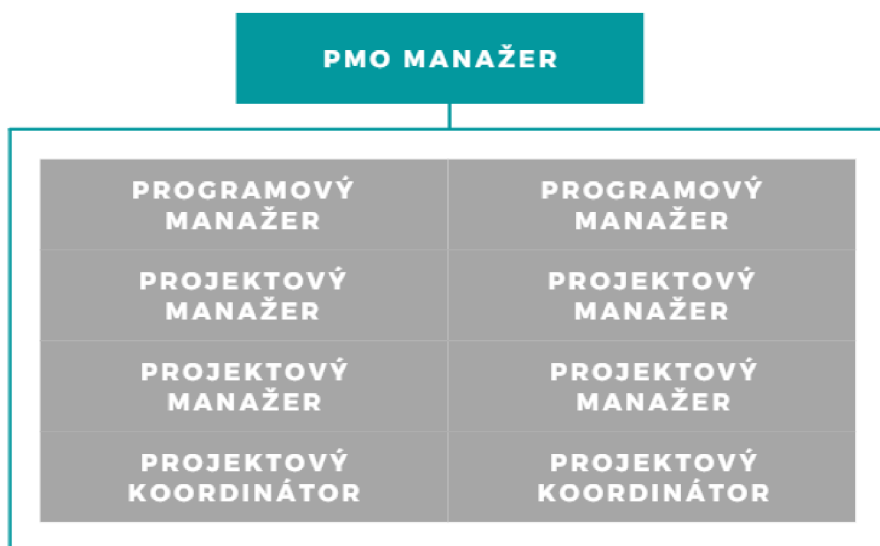 PMO MANAŽER
PROGRAMOVÝ
MANAŽER
PROGRAMOVÝ
MANAŽER
PROJEKTOVÝ
MANAŽER
PROJEKTOVÝ
MANAŽER
PROJEKTOVÝ
MANAŽER
PROJEKTOVÝ
MANAŽER
PROJEKTOVÝ
KOORDINÁTOR
PROJEKTOVÝ
KOORDINÁTOR